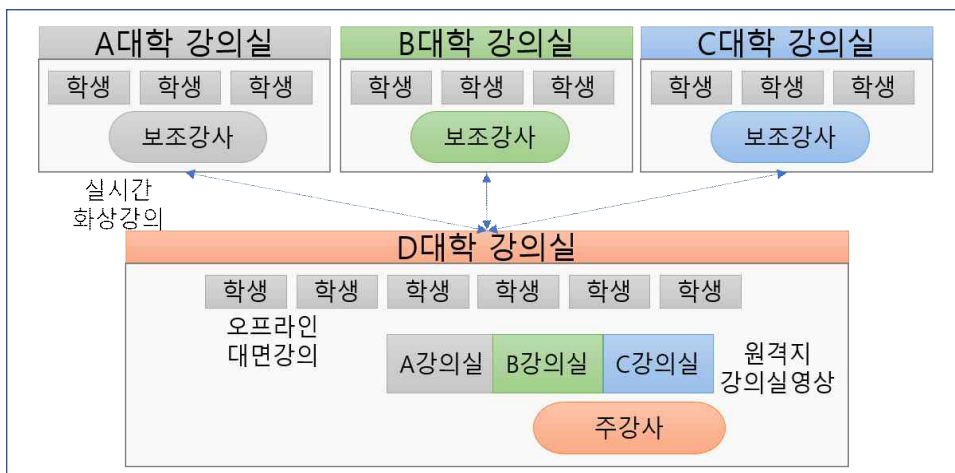 A대학 강의실
B대학 강의실
C대학 강의실
학생 학생 학생
학생 학생 학생
학생 학생 학생
보조강사
보조강사
보조강사
실시간
화상강의
D대학 강의실
학생 학생 학생 학생 학생 학생
오프라인
대면강의
A강의실 B강의실 C강의실
원격지
강의실영상
주강사